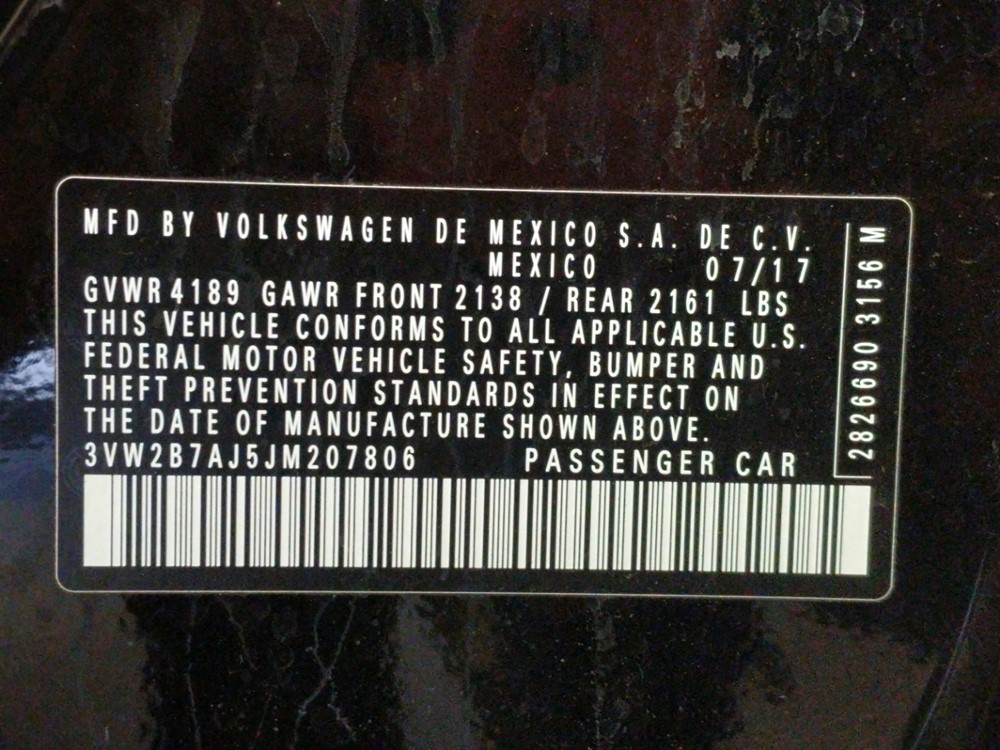 MFD BY VOLKSWAGEN DE MEXICO S.A. DE C.V.
MEXICO 07/17
GVWR 4189 GAWR FRONT 2138 / REAR 2161 LBS
THIS VEHICLE CONFORMS TO ALL APPLICABLE U.S.
FEDERAL MOTOR VEHICLE SAFETY, BUMPER AND
THEFT PREVENTION STANDARDS IN EFFECT ON
THE DATE OF MANUFACTURE SHOWN ABOVE.
3VW2B7AJ5JM207806 PASSENGER CAR
2826690 3156 M